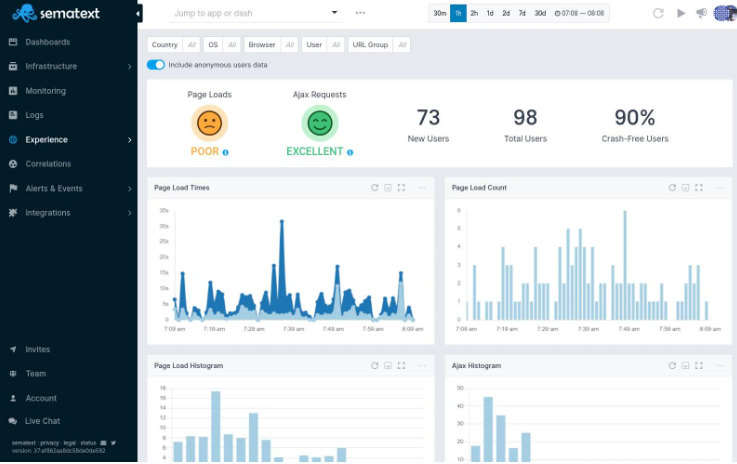 sematext
Jump to app or dash
30m 1h 2h 1d 2d 7d 30d 07:08 — 08:08
Dashboards
Infrastructure
Monitoring
Logs
Experience
Correlations
Alerts & Events
Integrations
Invites
Team
Account
Live Chat
sematext · privacy · legal · status
Country All OS All Browser All User All URL Group All
Include anonymous users data
Page Loads
POOR
Ajax Requests
EXCELLENT
73
New Users
98
Total Users
90%
Crash-Free Users
Page Load Times
35s
30s
25s
20s
15s
10s
5s
0
7:09 am 7:19 am 7:29 am 7:39 am 7:49 am 7:59 am 8:09 am
Page Load Count
6
5
4
3
2
1
0
7:09 am 7:19 am 7:29 am 7:39 am 7:49 am 7:59 am 8:09 am
Page Load Histogram
18
16
14
12
10
8
6
4
Ajax Histogram
50
40
30
20
10